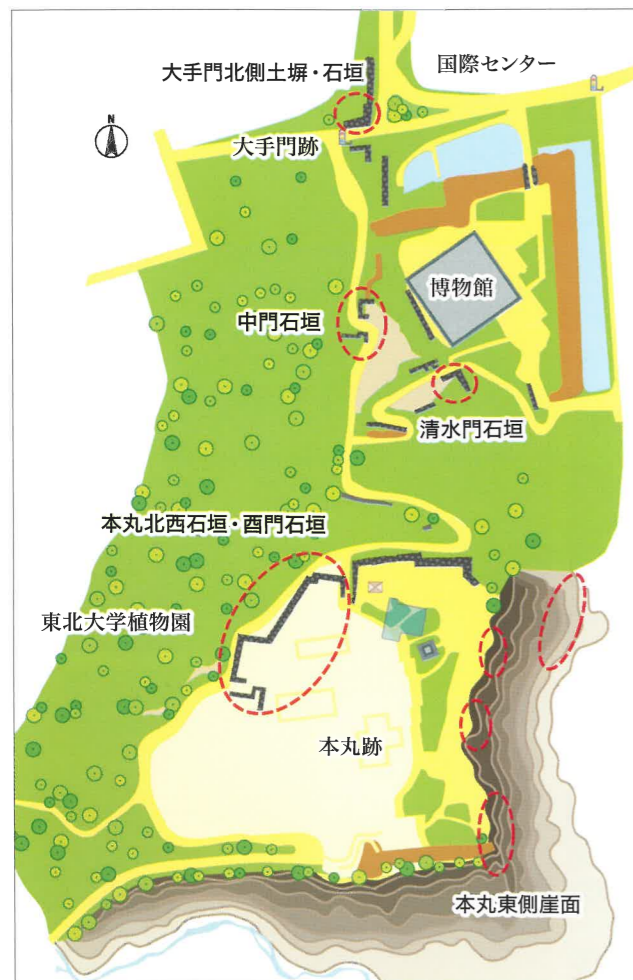 国際センター
大手門北側土塀・石垣
大手門跡
博物館
中門石垣
清水門石垣
本丸北西石垣・酉門石垣
東北大学植物園
本丸跡
本丸東側崖面